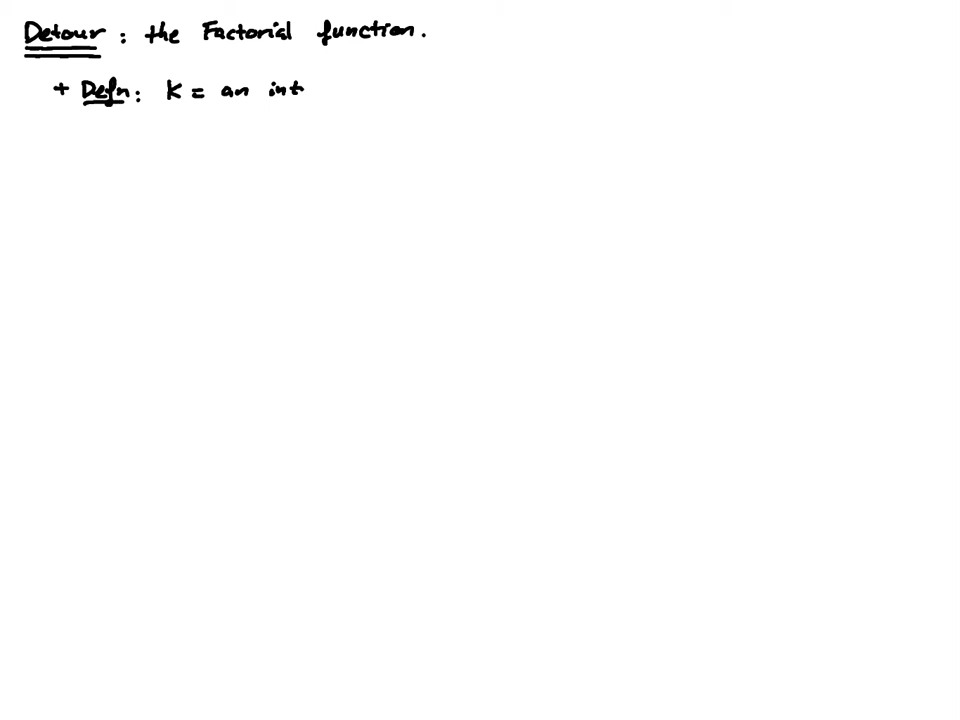 Detour : the Factorial function.
+ Defn : K = an int